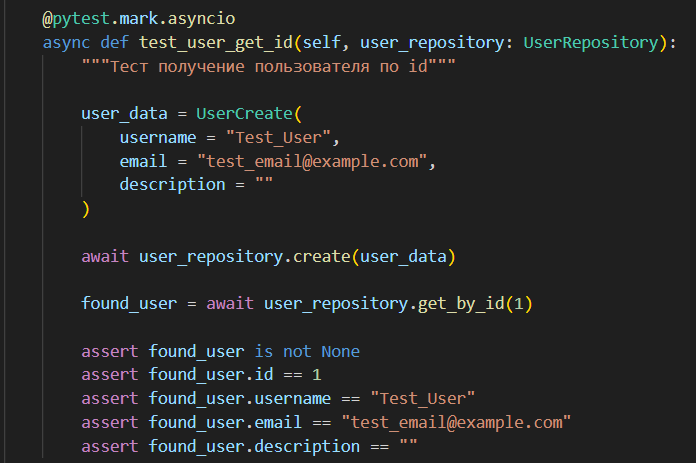 @pytest.mark.asyncio
async def test_user_get_id(self, user_repository: UserRepository):
"""Тест получение пользователя по id"""
user_data = UserCreate(
username = "Test_User",
email = "test_email@example.com",
description = ""
)
await user_repository.create(user_data)
found_user = await user_repository.get_by_id(1)
assert found_user is not None
assert found_user.id == 1
assert found_user.username == "Test_User"
assert found_user.email == "test_email@example.com"
assert found_user.description == ""